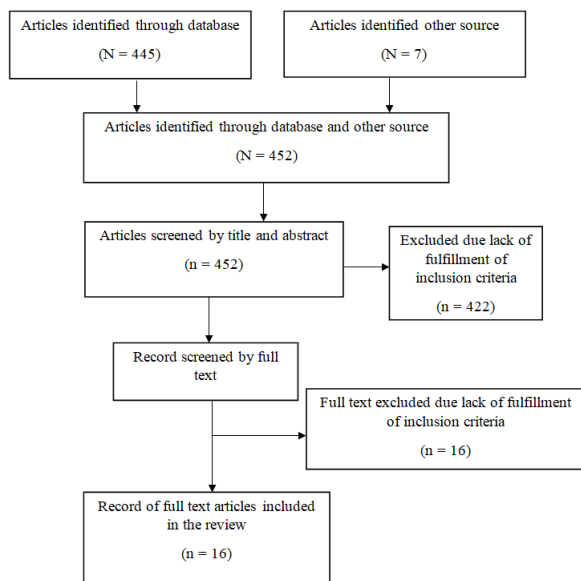 Articles identified through database
(N = 445)
Articles identified other source
(N = 7)
Articles identified through database and other source
(N = 452)
Articles screened by title and abstract
(n = 452)
Excluded due lack of
fulfillment of
inclusion criteria
(n = 422)
Record screened by full
text
Full text excluded due lack of fulfillment
of inclusion criteria
(n = 16)
Record of full text articles included
in the review
(n = 16)